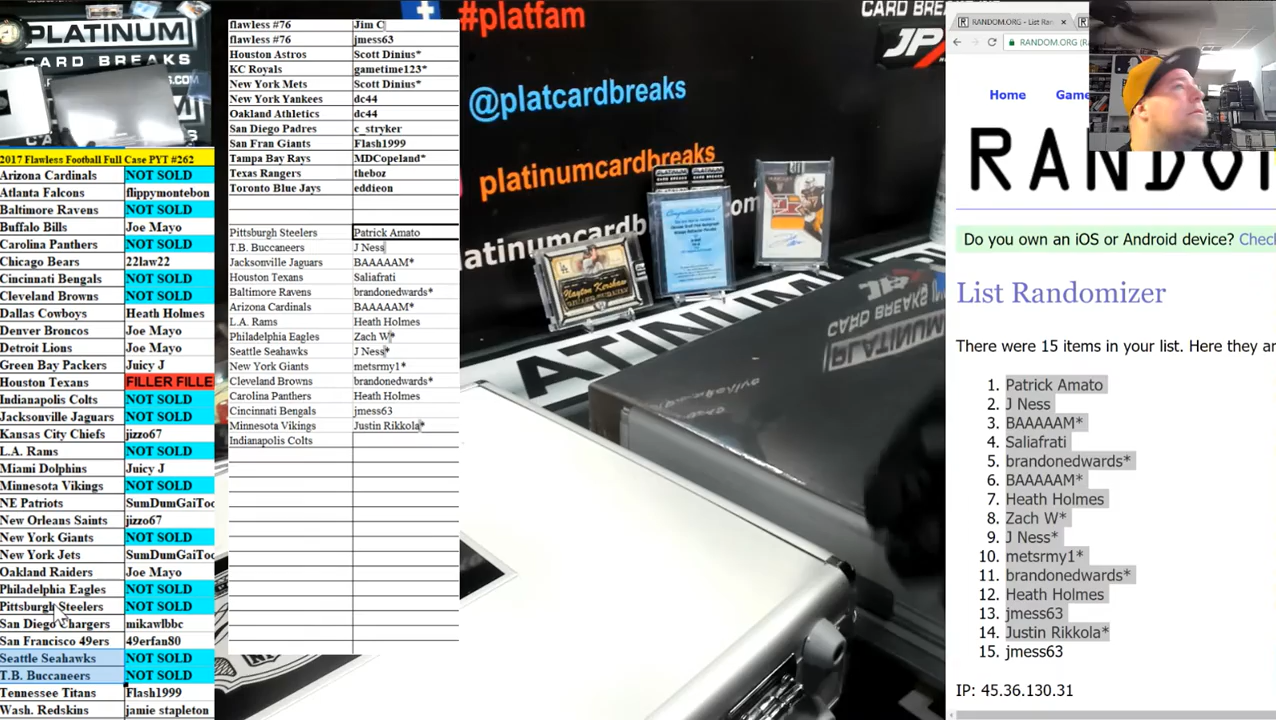 PLATINUM
CARD BREAKS
2017 Flawless Football Full Case PYT #262
Arizona Cardinals NOT SOLD
Atlanta Falcons flippymontebon
Baltimore Ravens NOT SOLD
Buffalo Bills Joe Mayo
Carolina Panthers NOT SOLD
Chicago Bears 22law22
Cincinnati Bengals NOT SOLD
Cleveland Browns NOT SOLD
Dallas Cowboys Heath Holmes
Denver Broncos Joe Mayo
Detroit Lions Joe Mayo
Green Bay Packers Juicy J
Houston Texans FILLER FILLE
Indianapolis Colts NOT SOLD
Jacksonville Jaguars NOT SOLD
Kansas City Chiefs jizzo67
L.A. Rams NOT SOLD
Miami Dolphins Juicy J
Minnesota Vikings NOT SOLD
NE Patriots SumDumGaiToo
New Orleans Saints jizzo67
New York Giants NOT SOLD
New York Jets SumDumGaiToo
Oakland Raiders Joe Mayo
Philadelphia Eagles NOT SOLD
Pittsburgh Steelers NOT SOLD
San Diego Chargers mikawlbbc
San Francisco 49ers 49erfan80
Seattle Seahawks NOT SOLD
T.B. Buccaneers NOT SOLD
Tennessee Titans Flash1999
Wash. Redskins jamie stapleton
flawless #76 Jim C
flawless #76 jmess63
Houston Astros Scott Dinius*
KC Royals gametime123*
New York Mets Scott Dinius*
New York Yankees dc44
Oakland Athletics dc44
San Diego Padres c_stryker
San Fran Giants Flash1999
Tampa Bay Rays MDCopeland*
Texas Rangers theboz
Toronto Blue Jays eddieon
Pittsburgh Steelers Patrick Amato
T.B. Buccaneers J Ness
Jacksonville Jaguars BAAAAAM*
Houston Texans Saliafrati
Baltimore Ravens brandonedwards*
Arizona Cardinals BAAAAAM*
L.A. Rams Heath Holmes
Philadelphia Eagles Zach W*
Seattle Seahawks J Ness*
New York Giants metsrmy1*
Cleveland Browns brandonedwards*
Carolina Panthers Heath Holmes
Cincinnati Bengals jmess63
Minnesota Vikings Justin Rikkola*
Indianapolis Colts
#platfam
@platcardbreaks
platinumcardbreaks
CARD BREAKS
JP
RANDOM.ORG - List Ran
RANDOM.ORG
Home Game
RANDO
Do you own an iOS or Android device? Check
List Randomizer
There were 15 items in your list. Here they ar
1. Patrick Amato
2. J Ness
3. BAAAAAM*
4. Saliafrati
5. brandonedwards*
6. BAAAAAM*
7. Heath Holmes
8. Zach W*
9. J Ness*
10. metsrmy1*
11. brandonedwards*
12. Heath Holmes
13. jmess63
14. Justin Rikkola*
15. jmess63
IP: 45.36.130.31